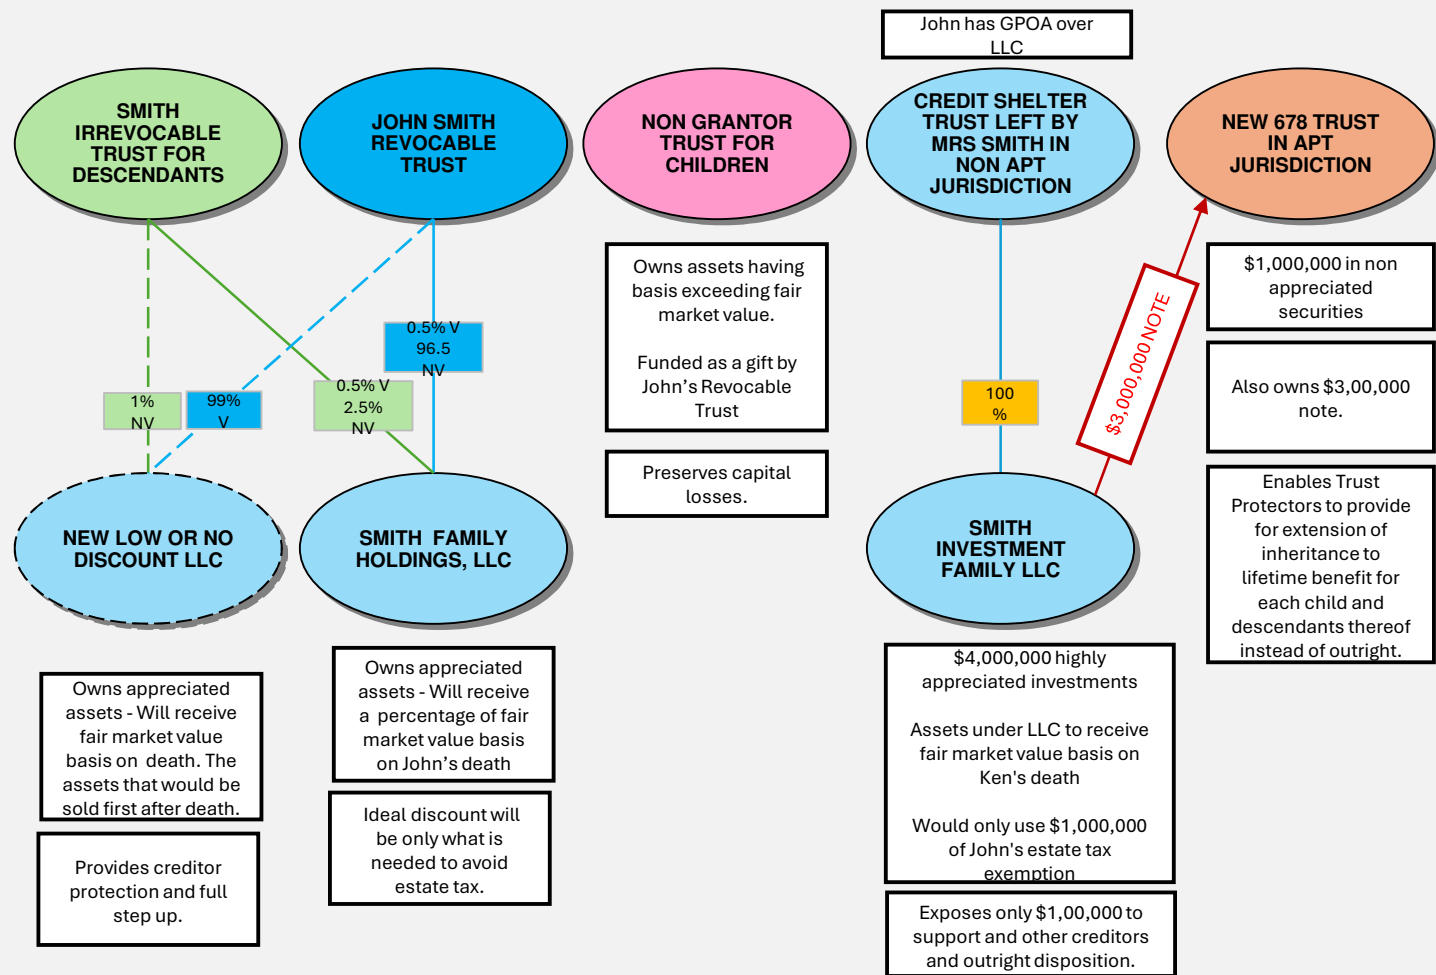 John has GPOA over
LLC
SMITH
IRREVOCABLE
TRUST FOR
DESCENDANTS
JOHN SMITH
REVOCABLE
TRUST
NON GRANTOR
TRUST FOR
CHILDREN
CREDIT SHELTER
TRUST LEFT BY
MRS SMITH IN
NON APT
JURISDICTION
NEW 678 TRUST
IN APT
JURISDICTION
Owns assets having
basis exceeding fair
market value.
Funded as a gift by
John's Revocable
Trust
Preserves capital
losses.
$1,000,000 in non
appreciated
securities
Also owns $3,00,000
note.
Enables Trust
Protectors to provide
for extension of
inheritance to
lifetime benefit for
each child and
descendants thereof
instead of outright.
$3,000,000 NOTE
0.5% V
96.5
NV
0.5% V
2.5%
NV
1%
NV
99%
V
100
%
NEW LOW OR NO
DISCOUNT LLC
SMITH FAMILY
HOLDINGS, LLC
SMITH
INVESTMENT
FAMILY LLC
Owns appreciated
assets - Will receive
fair market value
basis on death. The
assets that would be
sold first after death.
Provides creditor
protection and full
step up.
Owns appreciated
assets - Will receive
a percentage of fair
market value basis
on John's death
Ideal discount will
be only what is
needed to avoid
estate tax.
$4,000,000 highly
appreciated investments
Assets under LLC to receive
fair market value basis on
Ken's death
Would only use $1,000,000
of John's estate tax
exemption
Exposes only $1,00,000 to
support and other creditors
and outright disposition.